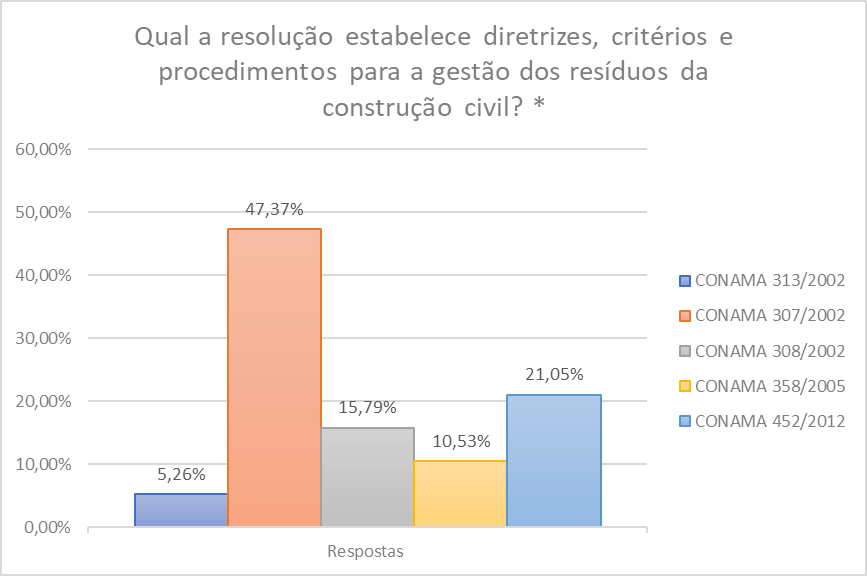 Qual a resolução estabelece diretrizes, critérios e
procedimentos para a gestão dos resíduos da
construção civil? *
60,00%
50,00%
40,00%
30,00%
20,00%
10,00%
0,00%
5,26%
47,37%
15,79%
10,53%
21,05%
Respostas
CONAMA 313/2002
CONAMA 307/2002
CONAMA 308/2002
CONAMA 358/2005
CONAMA 452/2012